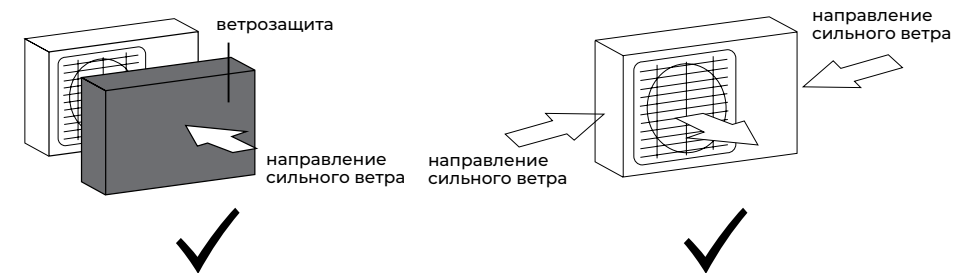 ветрозащита
направление
сильного ветра
направление
сильного ветра
направление
сильного ветра